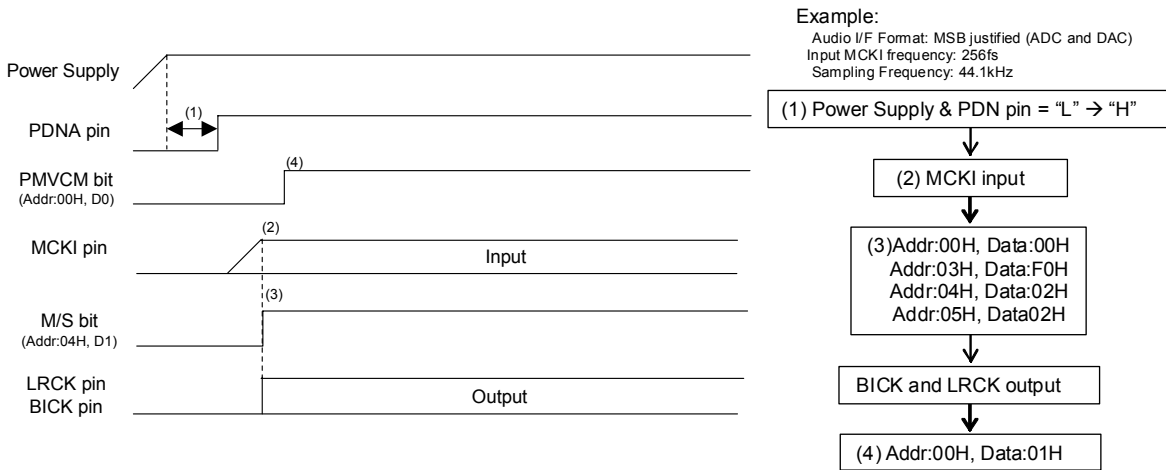 Power Supply
(1)
PDNA pin
(4)
PMVCM bit
(Addr:00H, D0)
(2)
MCKI pin
Input
(3)
M/S bit
(Addr:04H, D1)
LRCK pin
BICK pin
Output
Example:
Audio I/F Format: MSB justified (ADC and DAC)
Input MCKI frequency: 256fs
Sampling Frequency: 44.1kHz
(1) Power Supply & PDN pin = “L” → “H”
(2) MCKI input
(3)Addr:00H, Data:00H
Addr:03H, Data:F0H
Addr:04H, Data:02H
Addr:05H, Data02H
BICK and LRCK output
(4) Addr:00H, Data:01H